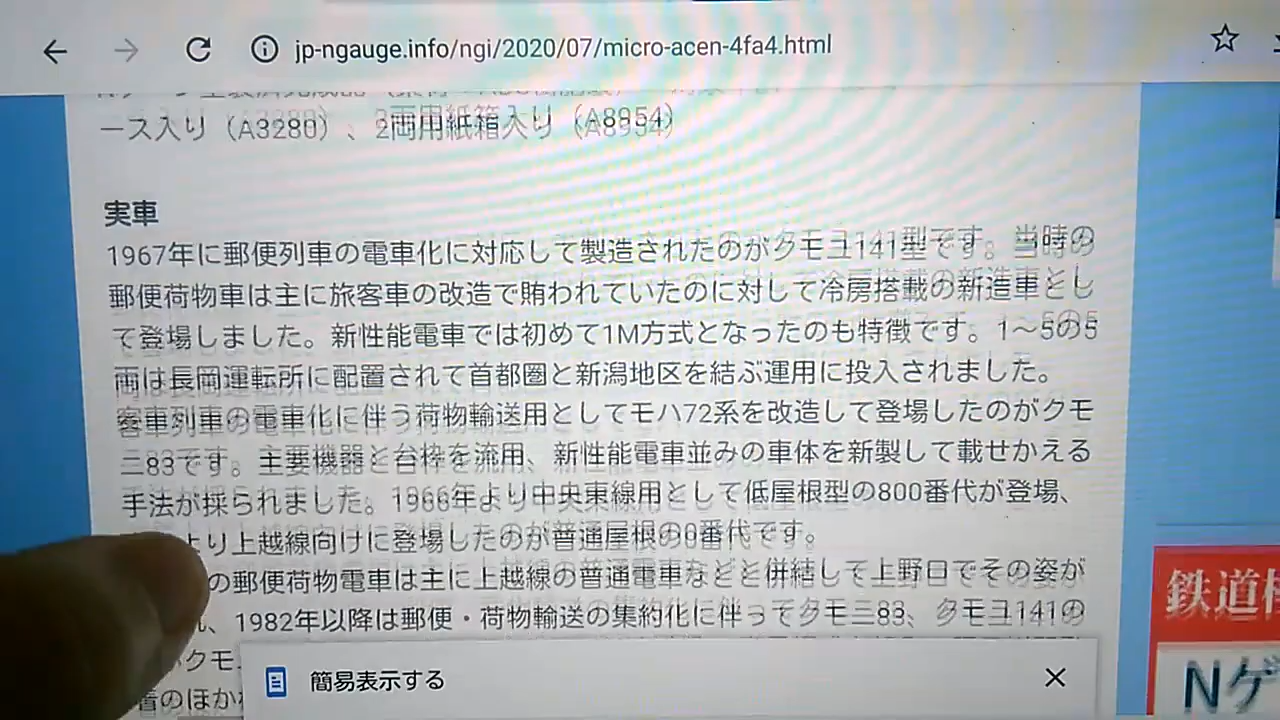 jp-ngauge.info/ngi/2020/07/micro-acen-4fa4.html
ース入り（A3280）、2両用紙箱入り（A8954）
実車
1967年に郵便列車の電車化に対応して製造されたのがクモユ141型です。当時の
郵便荷物車は主に旅客車の改造で賄われていたのに対して冷房搭載の新造車とし
て登場しました。新性能電車では初めて1M方式となったのも特徴です。1～5の5
両は長岡運転所に配置されて首都圏と新潟地区を結ぶ運用に投入されました。
客車列車の電車化に伴う荷物輸送用としてモハ72系を改造して登場したのがクモ
ニ83です。主要機器と台枠を流用、新性能電車並みの車体を新製して載せかえる
手法が採られました。1966年より中央東線用として低屋根型の800番代が登場、
より上越線向けに登場したのが普通屋根の0番代です。
の郵便荷物電車は主に上越線の普通電車などと併結して上野口でその姿が
、1982年以降は郵便・荷物輸送の集約化に伴ってクモニ83、クモユ141の
クモ
着のほか
簡易表示する
鉄道
Nゲ